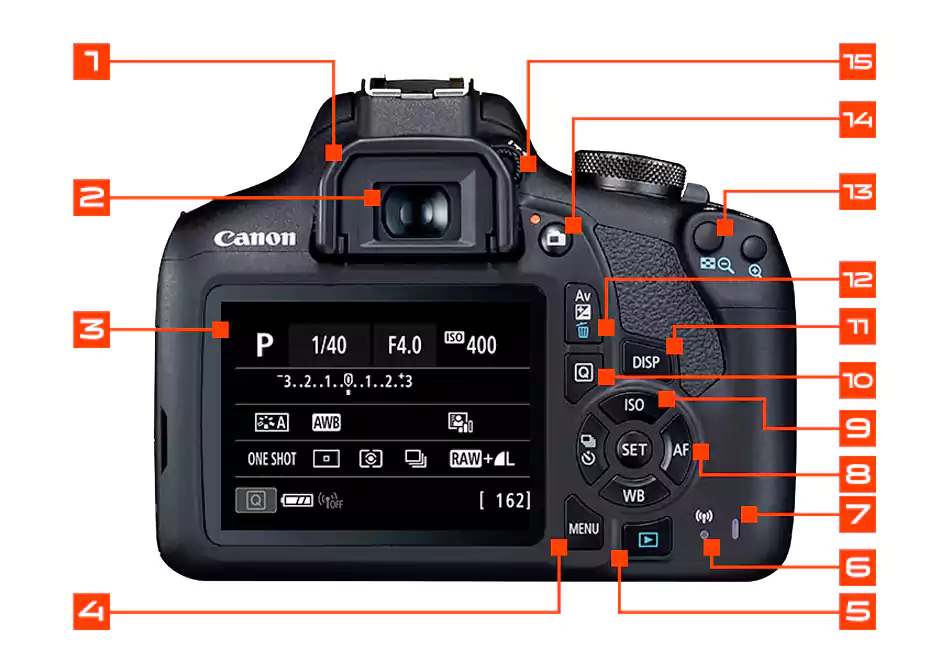 1
15
14
2
13
Canon
12
Av
3
P 1/40 F4.0 ISO 400
11
DISP
-3..2..1..0..1..2..+3
Q
10
ISO
A AWB
9
ONE SHOT RAW+L
SET
AF
8
WB
Q OFF [ 162]
7
MENU
6
4
5